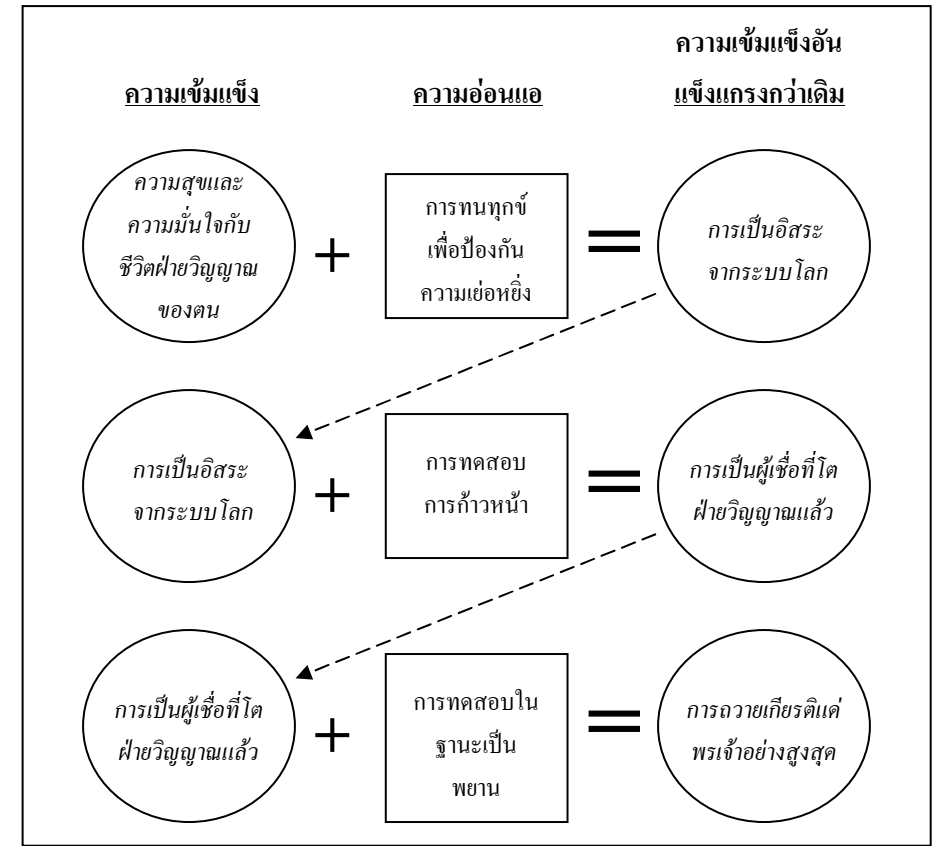 ความเข้มแข็ง
ความอ่อนแอ
ความเข้มแข็งอัน
แข็งแกรงกว่าเดิม
ความสุขและ
ความมั่นใจกับ
ชีวิตฝ่ายวิญญาณ
ของตน
+
การทนทุกข์
เพื่อป้องกัน
ความเย่อหยิ่ง
=
การเป็นอิสระ
จากระบบโลก
การเป็นอิสระ
จากระบบโลก
+
การทดสอบ
การก้าวหน้า
=
การเป็นผู้เชื่อที่โต
ฝ่ายวิญญาณแล้ว
การเป็นผู้เชื่อที่โต
ฝ่ายวิญญาณแล้ว
+
การทดสอบใน
ฐานะเป็น
พยาน
=
การถวายเกียรติแด่
พรเจ้าอย่างสูงสุด